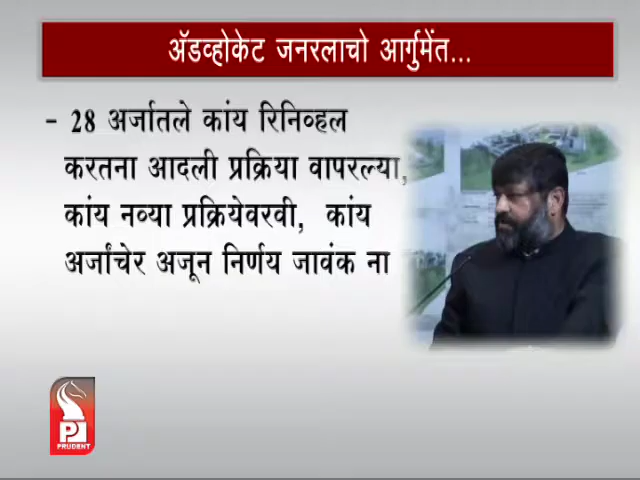 ॲडव्होकेट जनरलाचो आर्गुमेंत...
- 28 अर्जातले कांय रिनिव्हल
करतना आदली प्रक्रिया वापरल्या,
कांय नव्या प्रक्रियेवरवी, कांय
अर्जांचेर अजून निर्णय जावंक ना
P
PRUDENT